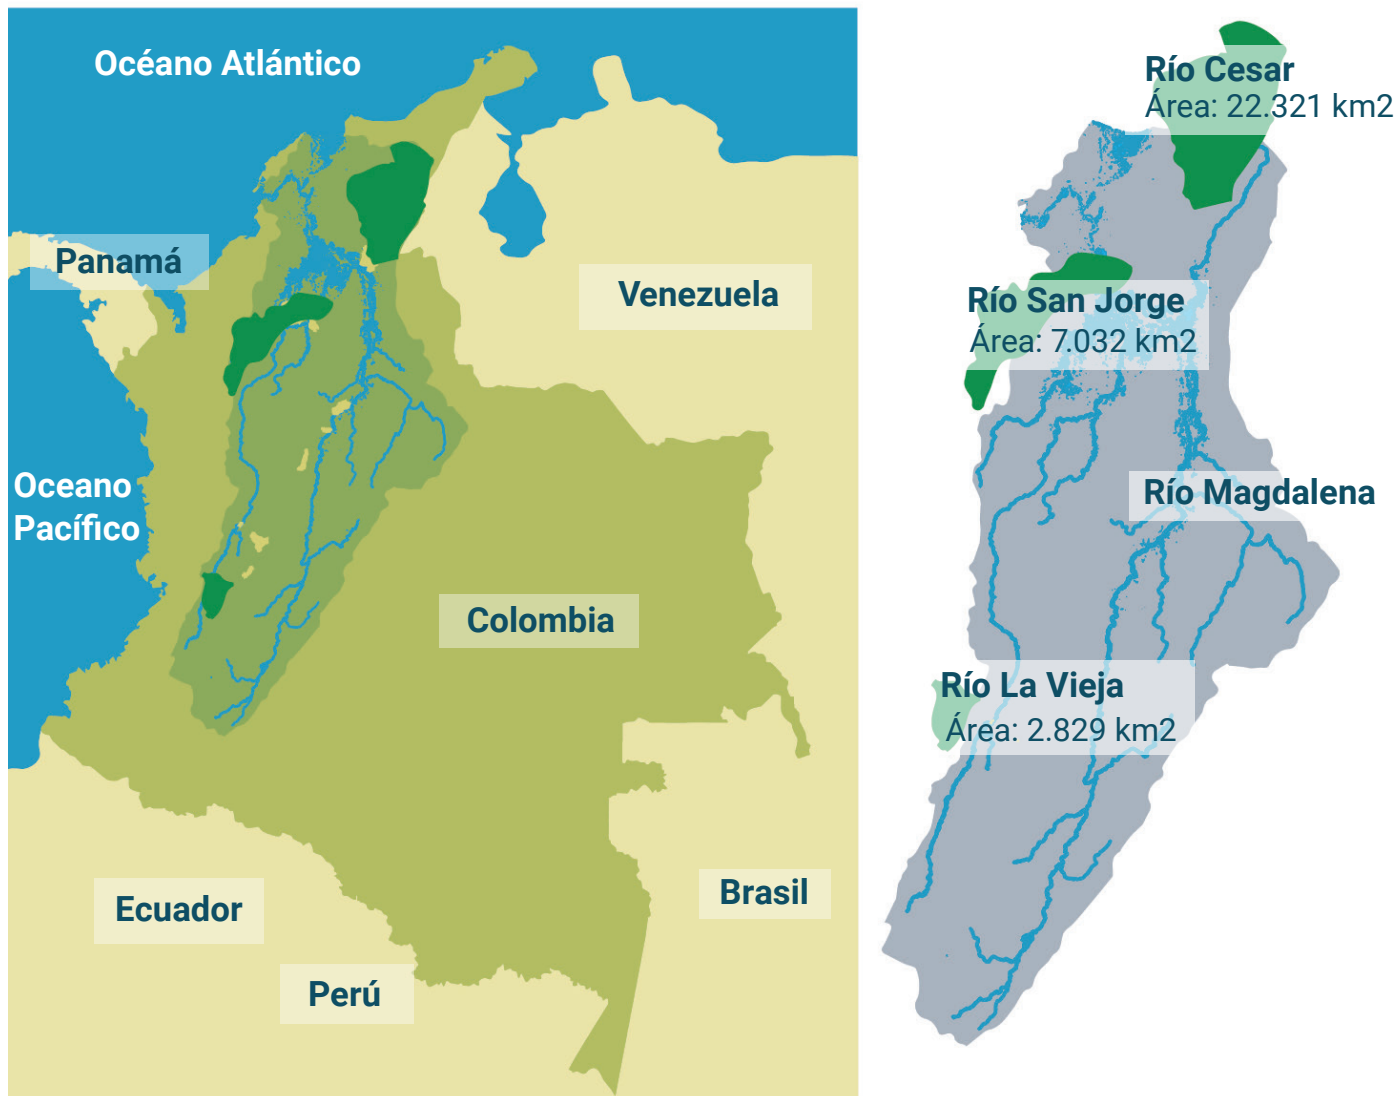 Océano Atlántico
Panamá
Venezuela
Oceano
Pacífico
Colombia
Ecuador
Perú
Brasil
Río Cesar
Área: 22.321 km2
Río San Jorge
Área: 7.032 km2
Río Magdalena
Río La Vieja
Área: 2.829 km2